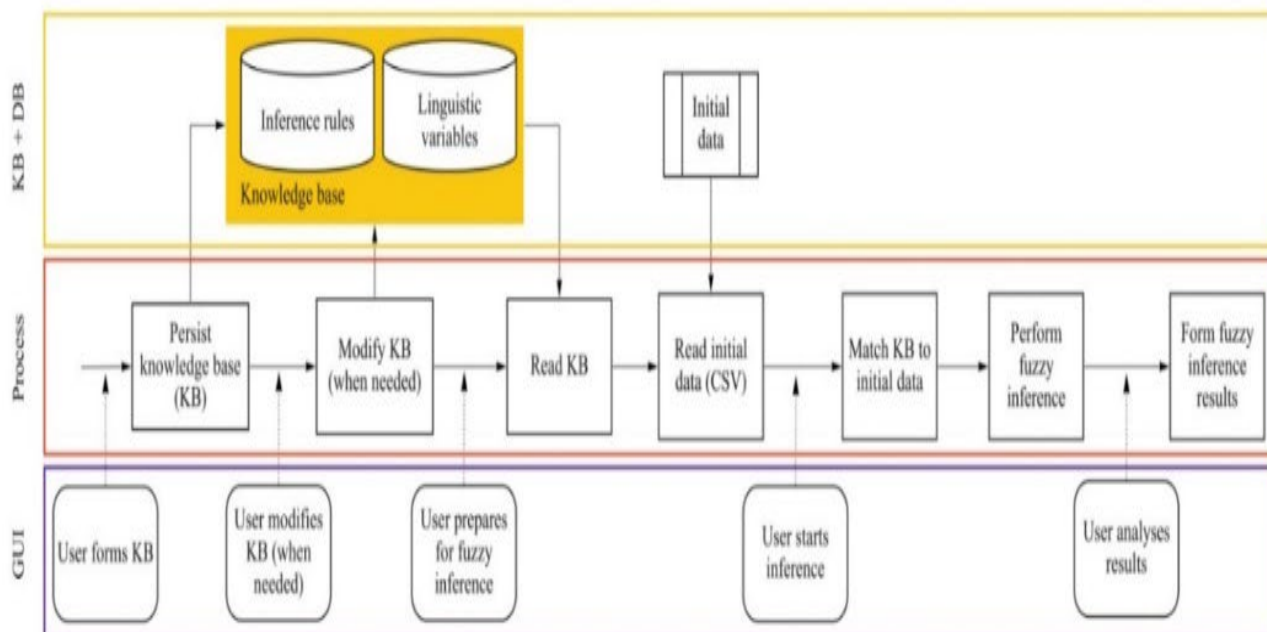 KB + DB
Inference rules
Linguistic
variables
Knowledge base
Initial
data
Process
Persist
knowledge base
(KB)
Modify KB
(when needed)
Read KB
Read initial
data (CSV)
Match KB to
initial data
Perform
fuzzy
inference
Form fuzzy
inference
results
GUI
User forms KB
User modifies
KB (when
needed)
User prepares
for fuzzy
inference
User starts
inference
User analyses
results